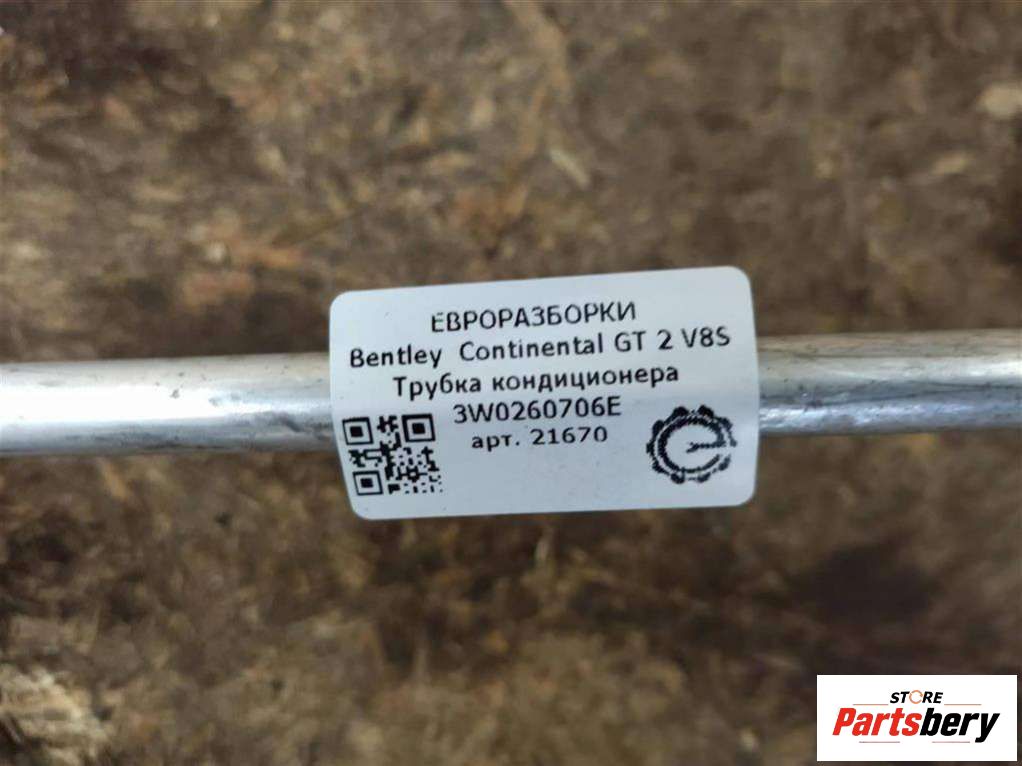 ЕВРОРАЗБОРКИ
Bentley Continental GT 2 V8S
Трубка кондиционера
3W0260706E
арт. 21670
STORE
Partsbery